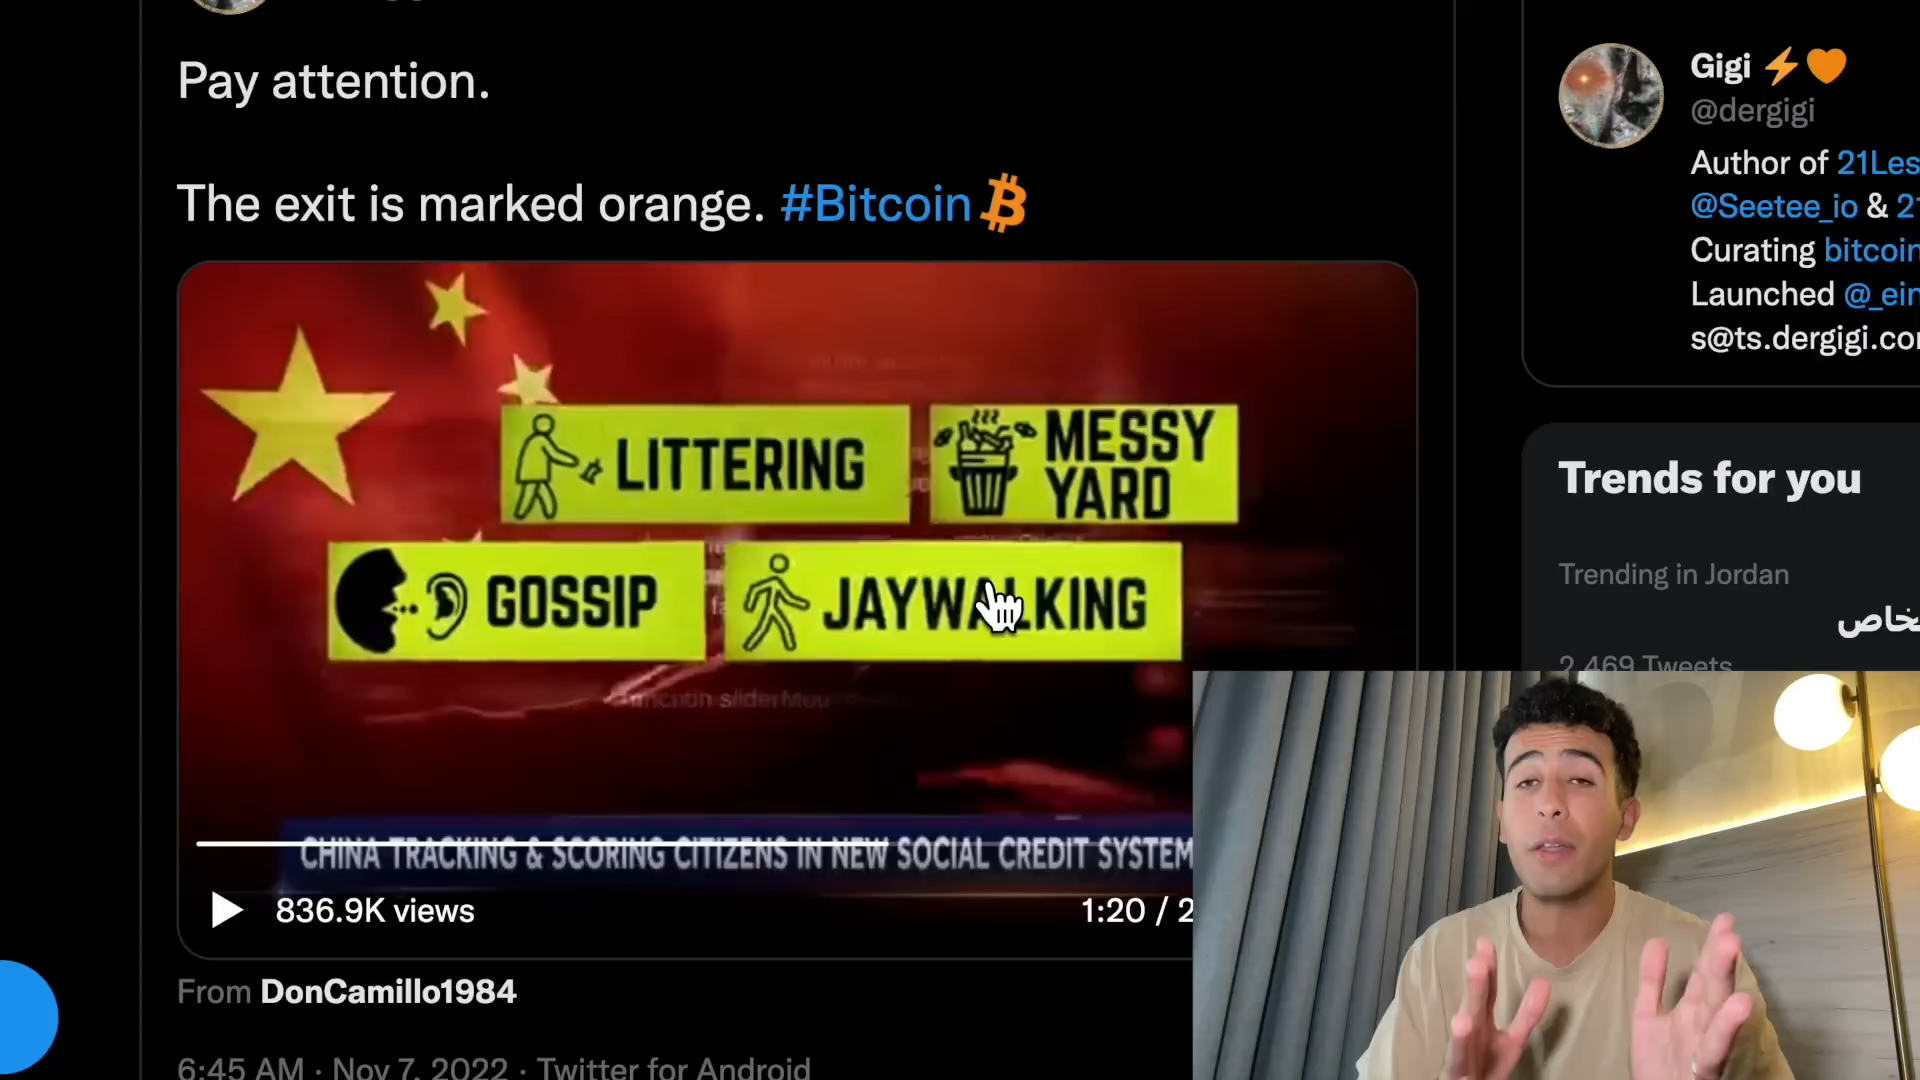 Pay attention.
The exit is marked orange. #Bitcoin
LITTERING
MESSY
YARD
GOSSIP
JAYWALKING
CHINA TRACKING & SCORING CITIZENS IN NEW SOCIAL CREDIT SYSTEM
836.9K views
1:20 / 2
From DonCamillo1984
6:45 AM · Nov 7, 2022 · Twitter for Android
Gigi
@dergigi
Author of 21Les
@Seetee_io & 2
Curating bitcoin
Launched @_ein
s@ts.dergigi.co
Trends for you
Trending in Jordan
2,469 Tweets